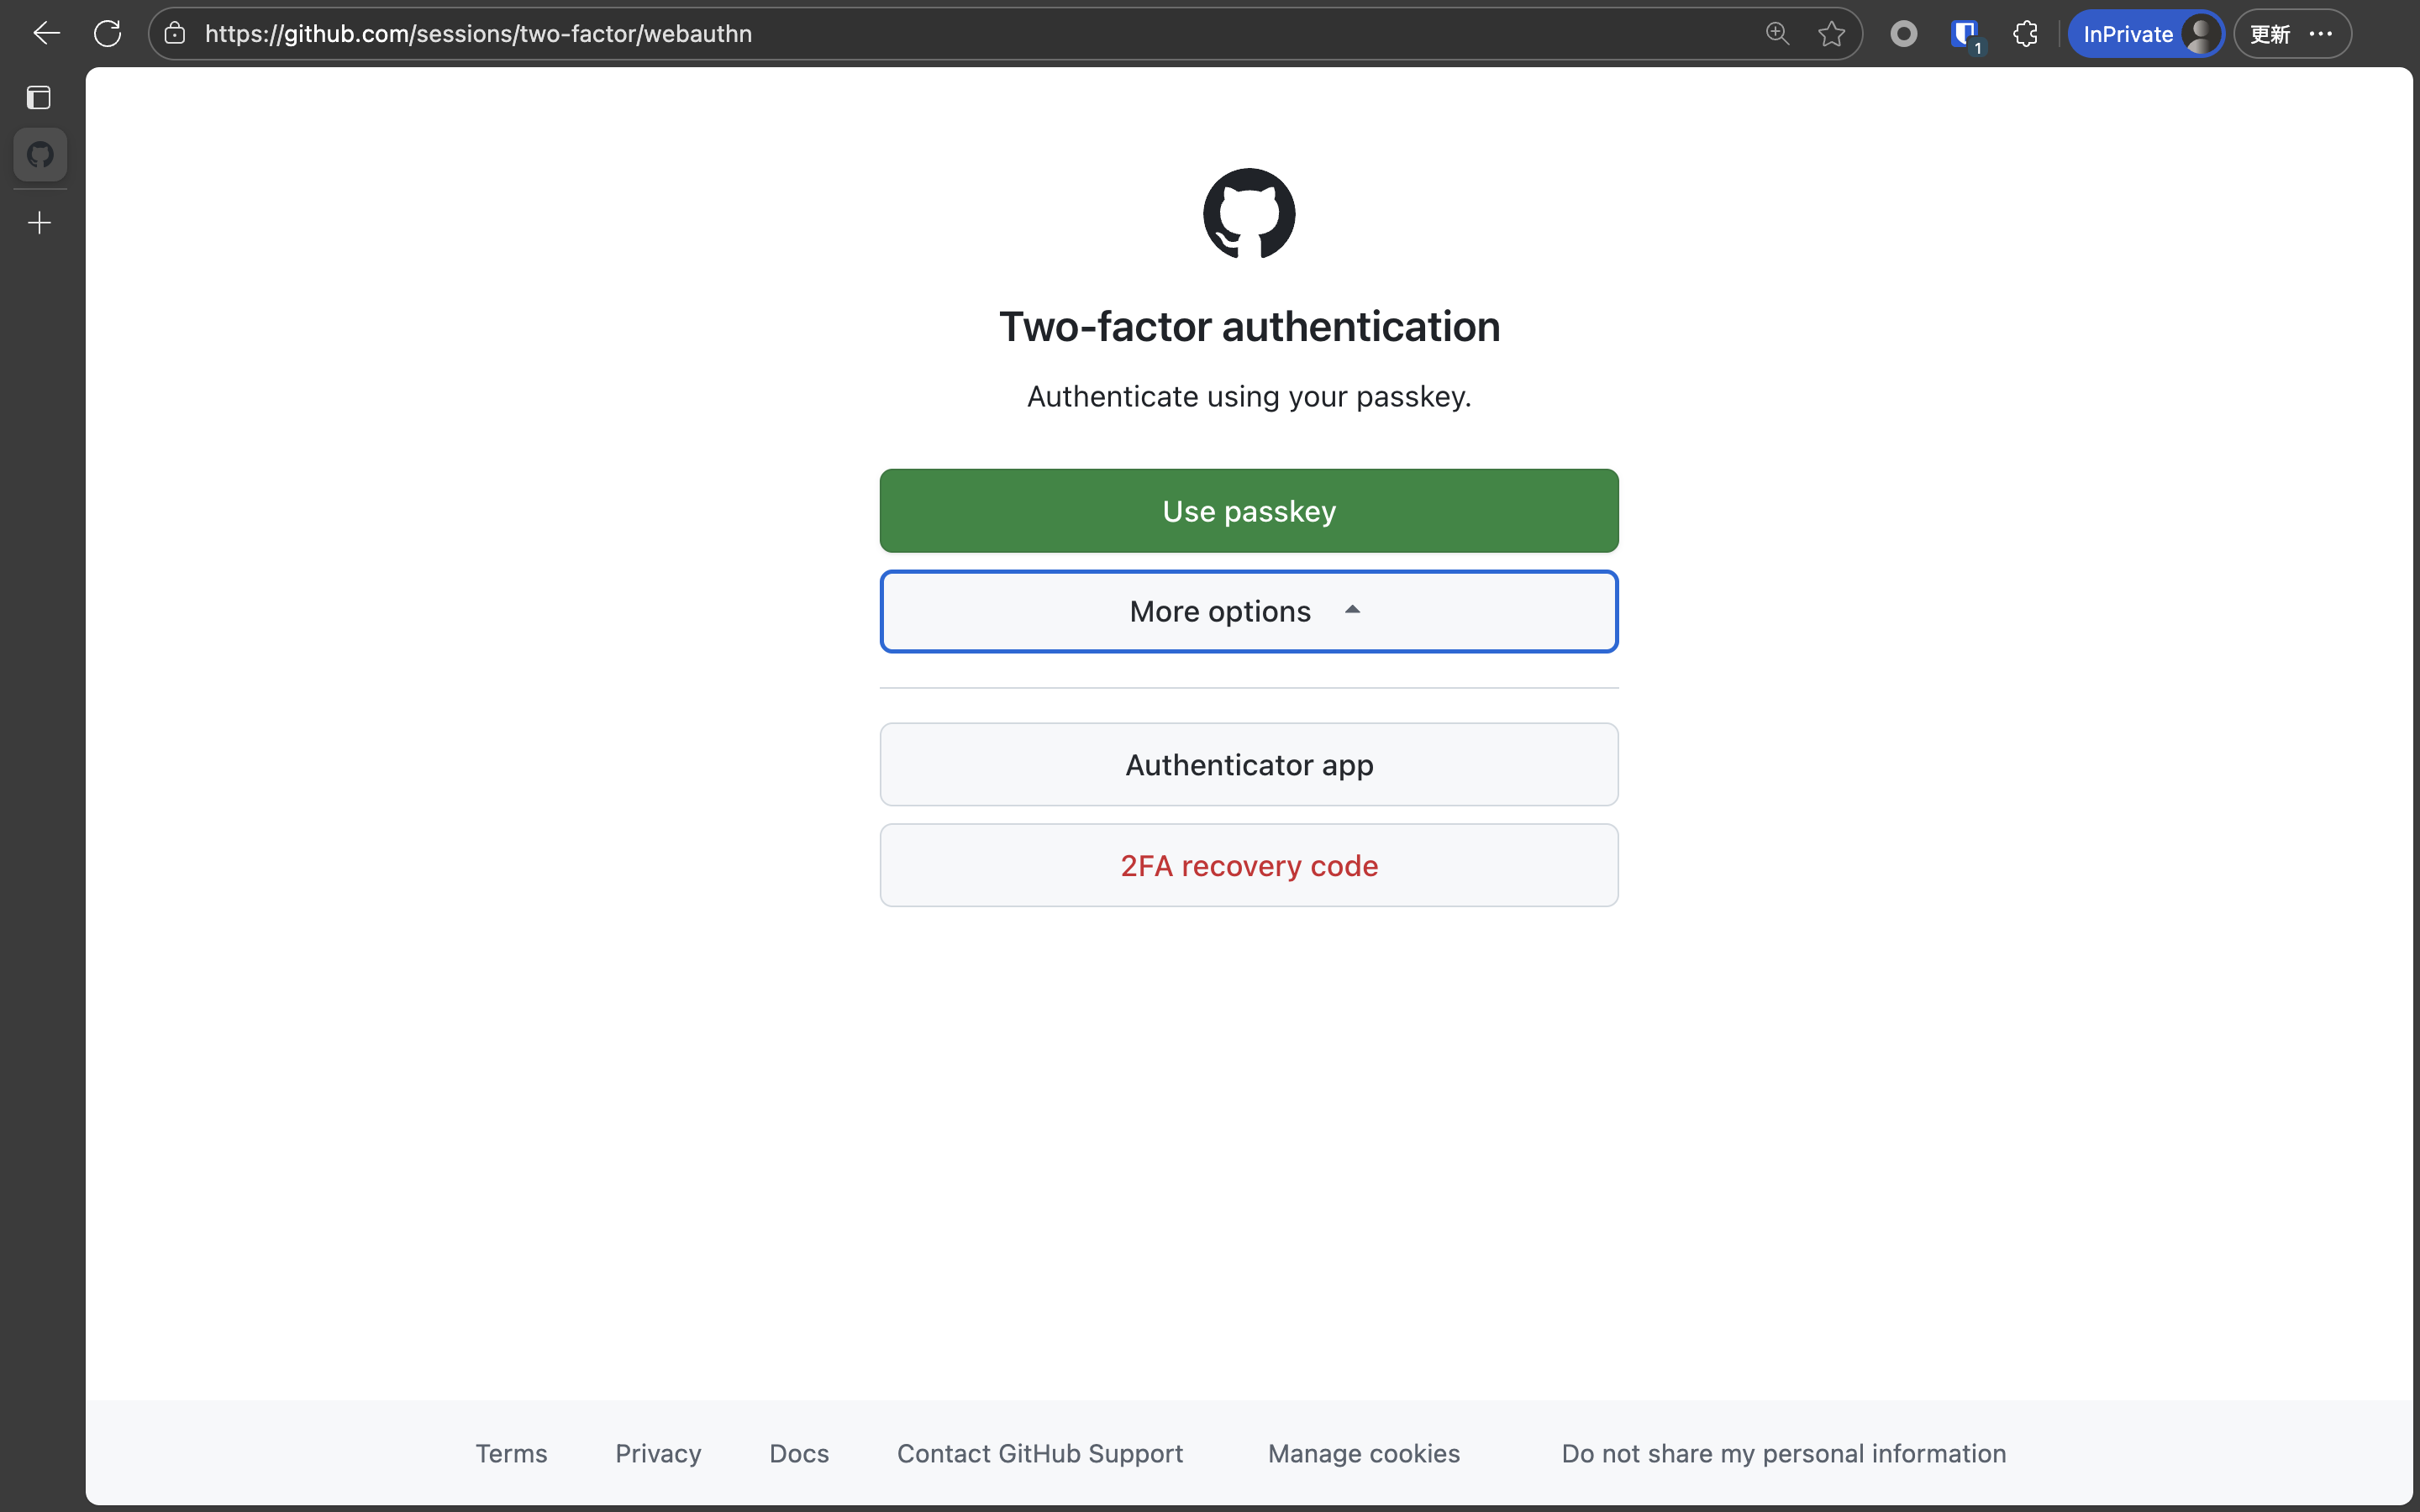 https://github.com/sessions/two-factor/webauthn
1
InPrivate
更新
Two-factor authentication
Authenticate using your passkey.
Use passkey
More options
Authenticator app
2FA recovery code
Terms Privacy Docs Contact GitHub Support Manage cookies Do not share my personal information